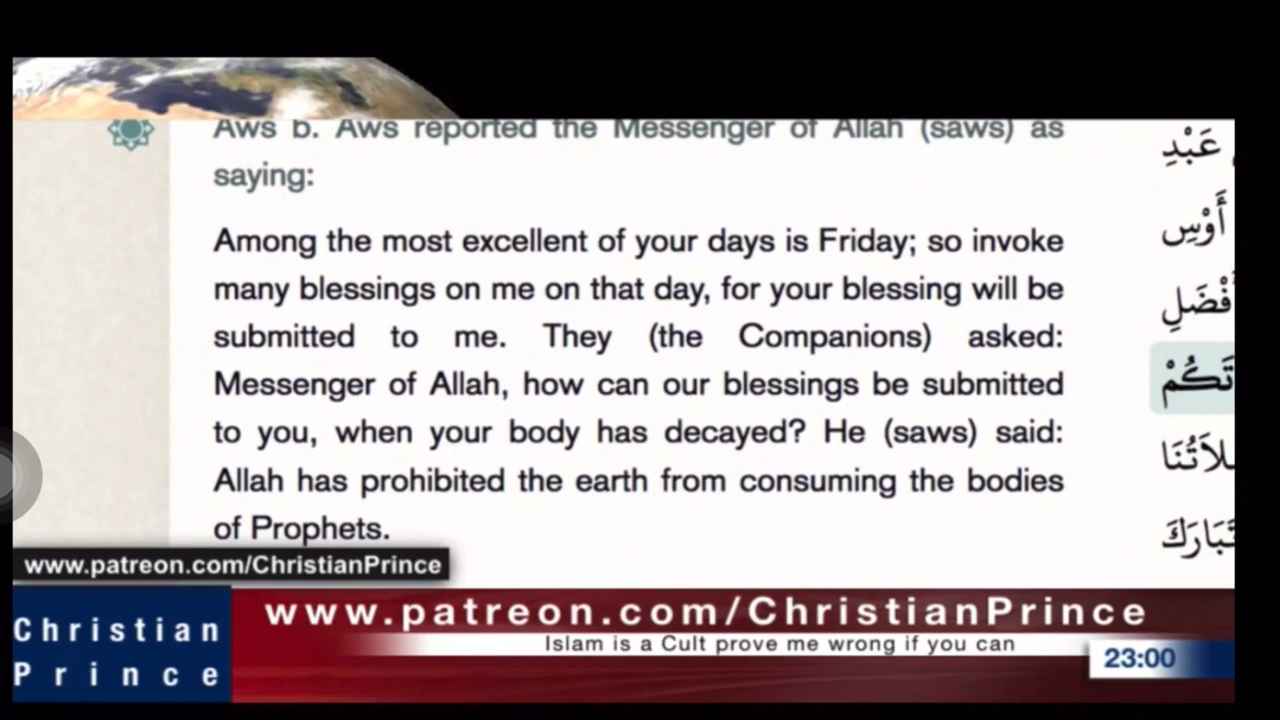 Aws b. Aws reported the Messenger of Allah (saws) as
saying:
Among the most excellent of your days is Friday; so invoke
many blessings on me on that day, for your blessing will be
submitted to me. They (the Companions) asked:
Messenger of Allah, how can our blessings be submitted
to you, when your body has decayed? He (saws) said:
Allah has prohibited the earth from consuming the bodies
of Prophets.
عَبْدِ
أَوْسِ
www.patreon.com/ChristianPrince
Christian
Prince
www.patreon.com/ChristianPrince
Islam is a Cult prove me wrong if you can
23:00